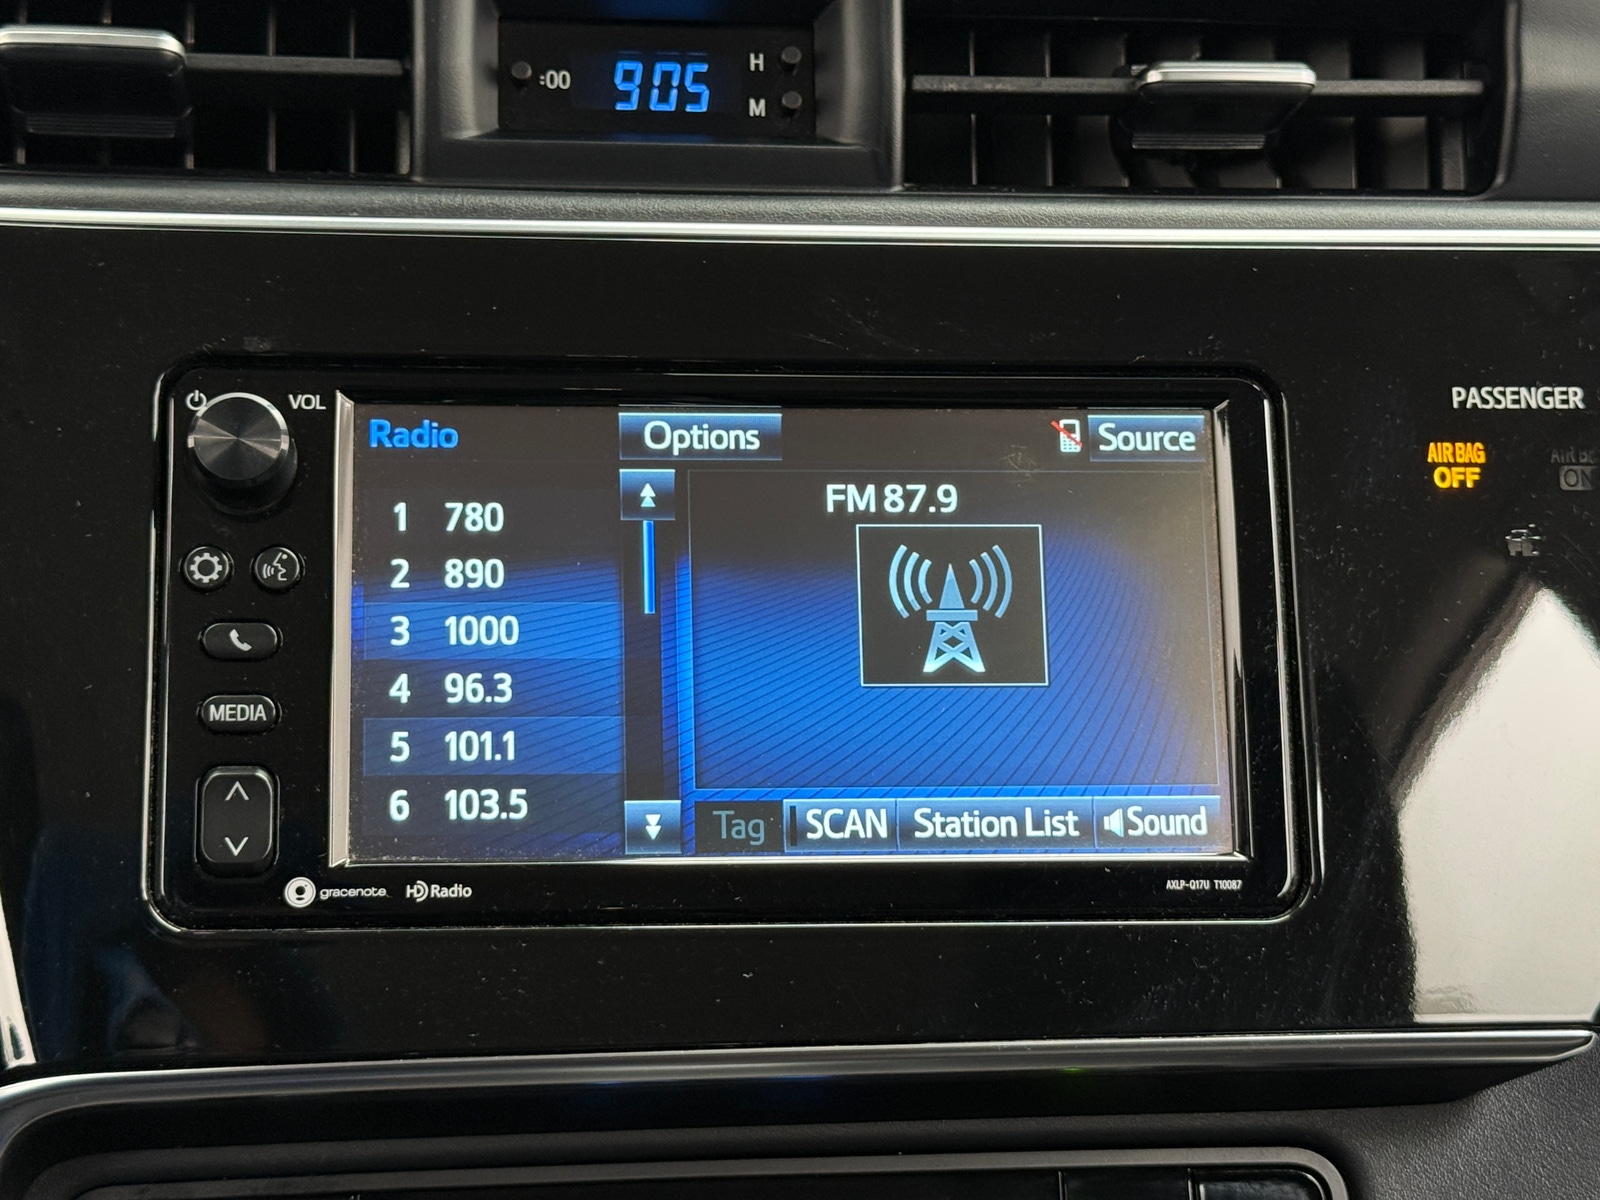 :00 905 H
M
PASSENGER
AIR BAG
OFF
AIR B
ON
VOL
Radio Options Source
FM 87.9
1 780
2 890
3 1000
4 96.3
5 101.1
6 103.5
MEDIA
Tag SCAN Station List Sound
gracenote. HD Radio AXLP-Q17U T10087